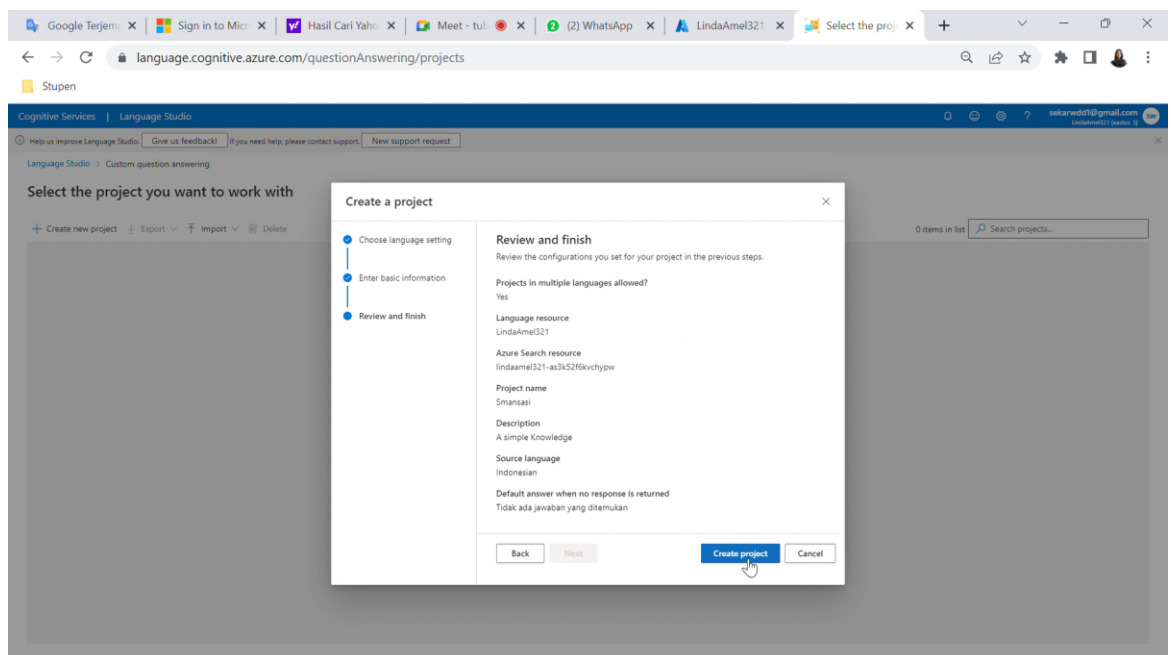 Google Terjem
Sign in to Micr
Hasil Cari Yaho
Meet - tub
(2) WhatsApp
LindaAmel321
Select the proj
language.cognitive.azure.com/questionAnswering/projects
Stupen
Cognitive Services | Language Studio
sekarwdd1@gmail.com
LindaAmel321 (eastus, S)
SW
Help us improve Language Studio. Give us feedback! If you need help, please contact support. New support request
Language Studio > Custom question answering
Select the project you want to work with
Create new project Export Import Delete
0 items in list Search projects...
Create a project
Choose language setting
Enter basic information
Review and finish
Review and finish
Review the configurations you set for your project in the previous steps.
Projects in multiple languages allowed?
Yes
Language resource
LindaAmel321
Azure Search resource
lindaamel321-as3k52f6kvchypw
Project name
Smansasi
Description
A simple Knowledge
Source language
Indonesian
Default answer when no response is returned
Tidak ada jawaban yang ditemukan
Back Next Create project Cancel